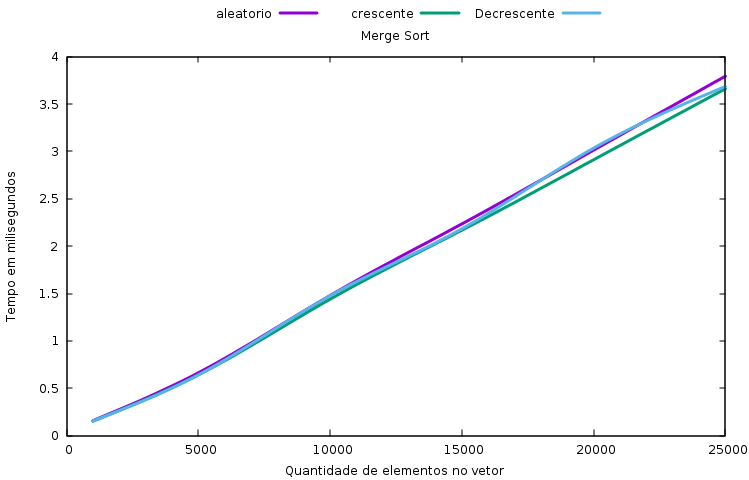 aleatorio crescente Decrescente
Merge Sort
4
3.5
3
2.5
2
1.5
1
0.5
0
Tempo em milisegundos
0 5000 10000 15000 20000 25000
Quantidade de elementos no vetor